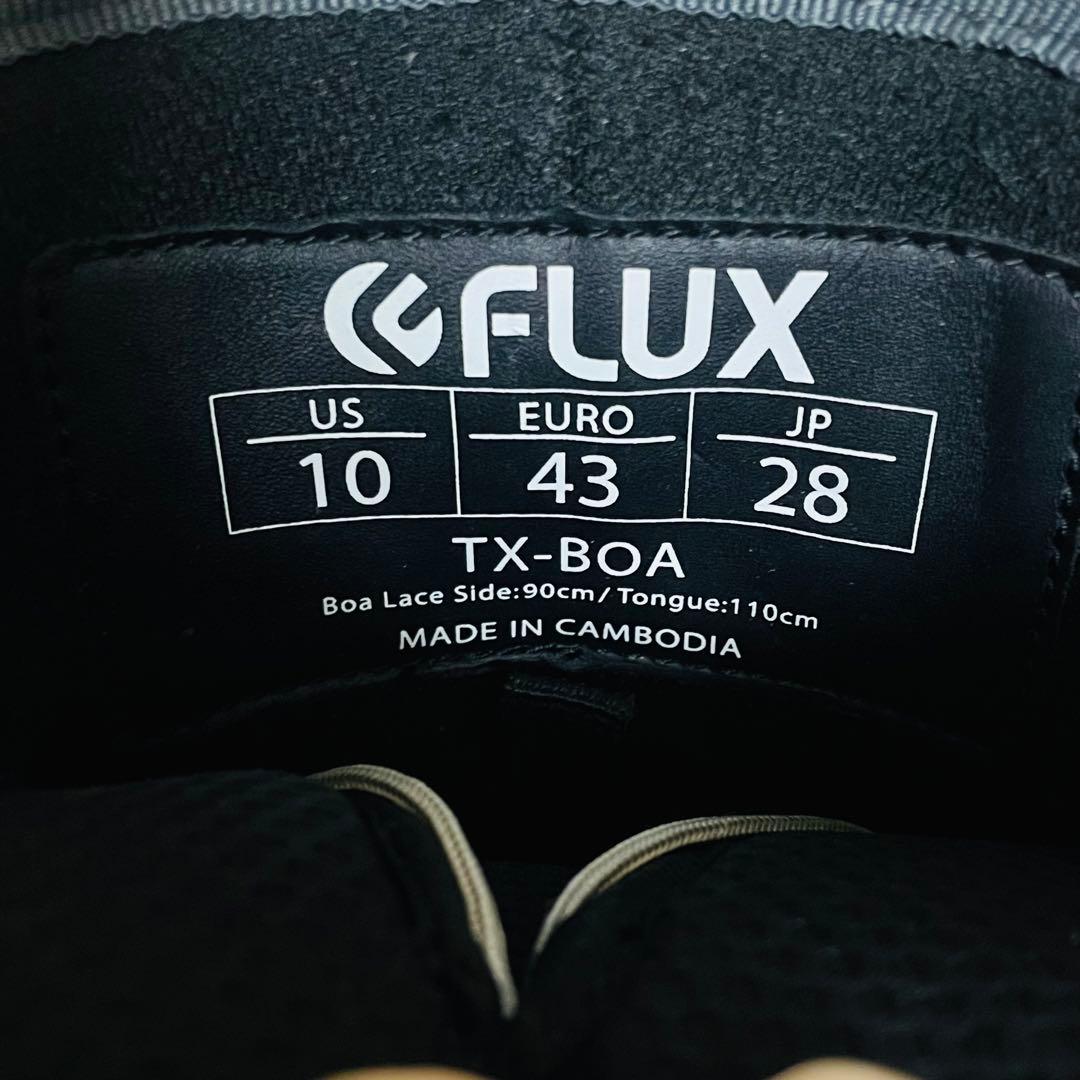 FLUX
US EURO JP
10 43 28
TX-BOA
Boa Lace Side:90cm/Tongue:110cm
MADE IN CAMBODIA